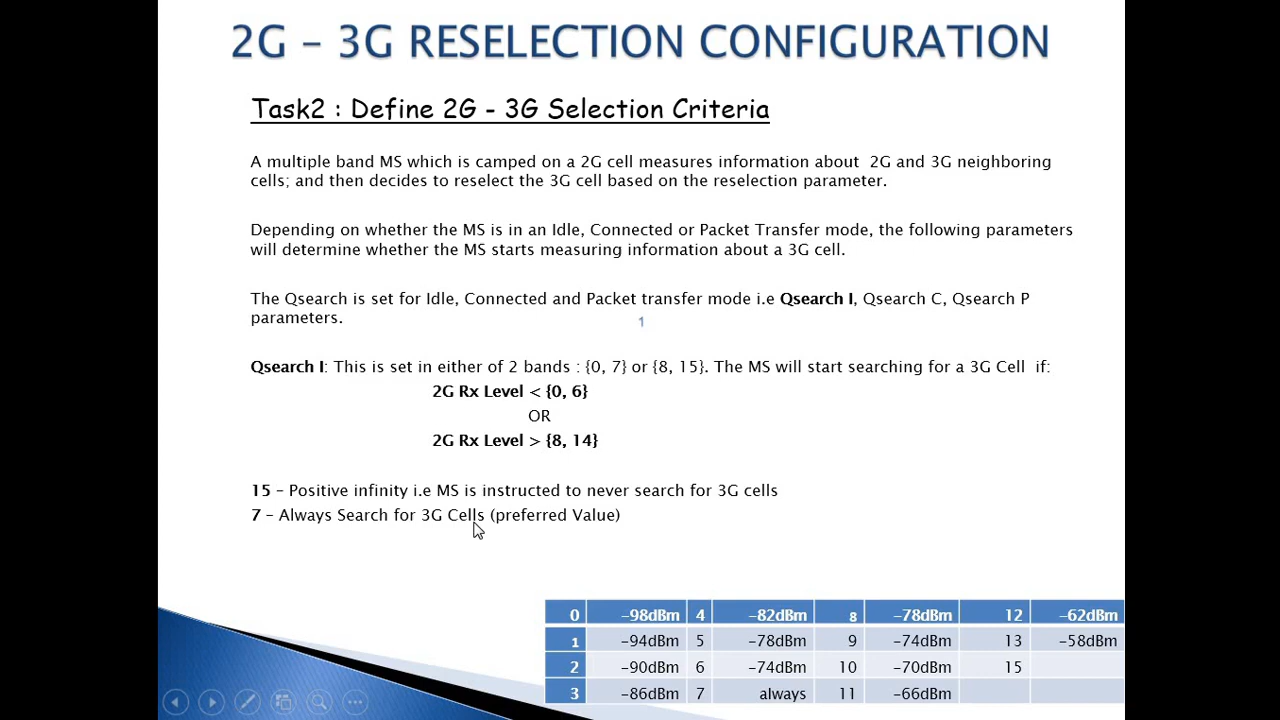 2G – 3G RESELECTION CONFIGURATION
Task2 : Define 2G - 3G Selection Criteria
A multiple band MS which is camped on a 2G cell measures information about 2G and 3G neighboring
cells; and then decides to reselect the 3G cell based on the reselection parameter.
Depending on whether the MS is in an Idle, Connected or Packet Transfer mode, the following parameters
will determine whether the MS starts measuring information about a 3G cell.
The Qsearch is set for Idle, Connected and Packet transfer mode i.e Qsearch I, Qsearch C, Qsearch P
parameters.
1
Qsearch I: This is set in either of 2 bands : {0, 7} or {8, 15}. The MS will start searching for a 3G Cell if:
2G Rx Level < {0, 6}
OR
2G Rx Level > {8, 14}
15 – Positive infinity i.e MS is instructed to never search for 3G cells
7 – Always Search for 3G Cells (preferred Value)
0 -98dBm 4 -82dBm 8 -78dBm 12 -62dBm
1 -94dBm 5 -78dBm 9 -74dBm 13 -58dBm
2 -90dBm 6 -74dBm 10 -70dBm 15
3 -86dBm 7 always 11 -66dBm